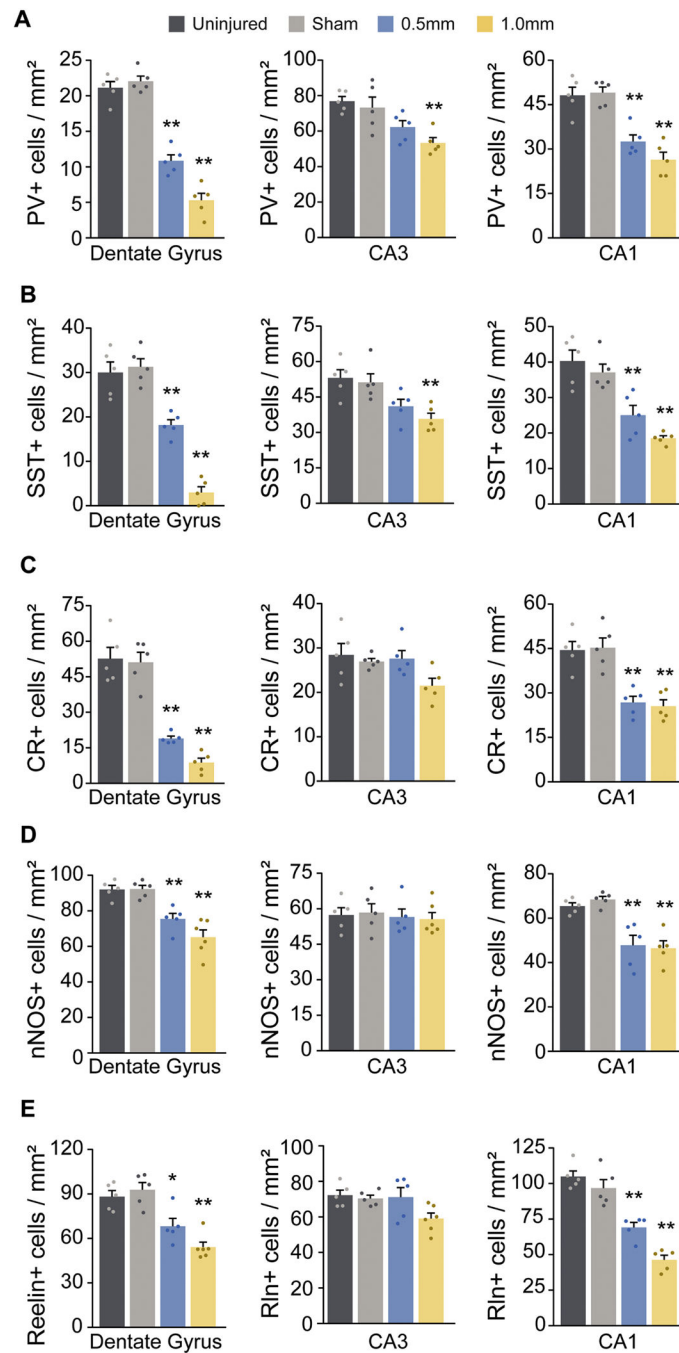 A
Uninjured Sham 0.5mm 1.0mm
PV+ cells / mm²
25
20
15
10
5
0
**
**
Dentate Gyrus
PV+ cells / mm²
100
80
60
40
20
0
**
CA3
PV+ cells / mm²
60
45
30
15
0
**
**
CA1
B
SST+ cells / mm²
40
30
20
10
0
**
**
Dentate Gyrus
SST+ cells / mm²
75
60
45
30
15
0
**
CA3
SST+ cells / mm²
50
40
30
20
10
0
**
**
CA1
C
CR+ cells / mm²
75
60
45
30
15
0
**
**
Dentate Gyrus
CR+ cells / mm²
40
30
20
10
0
CA3
CR+ cells / mm²
60
45
30
15
0
**
**
CA1
D
nNOS+ cells / mm²
100
80
60
40
20
0
**
**
Dentate Gyrus
nNOS+ cells / mm²
75
60
45
30
15
0
CA3
nNOS+ cells / mm²
80
60
40
20
0
**
**
CA1
E
Reelin+ cells / mm²
120
90
60
30
0
*
**
Dentate Gyrus
Rln+ cells / mm²
100
80
60
40
20
0
CA3
Rln+ cells / mm²
125
100
75
50
25
0
**
**
CA1